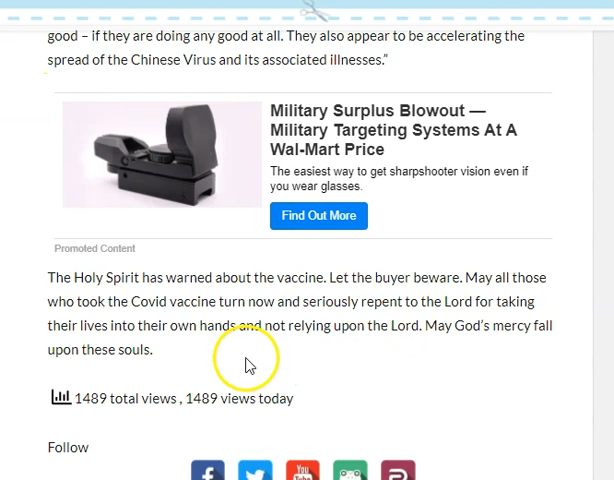 good – if they are doing any good at all. They also appear to be accelerating the
spread of the Chinese Virus and its associated illnesses.”
Military Surplus Blowout —
Military Targeting Systems At A
Wal-Mart Price
The easiest way to get sharpshooter vision even if
you wear glasses.
Find Out More
Promoted Content
The Holy Spirit has warned about the vaccine. Let the buyer beware. May all those
who took the Covid vaccine turn now and seriously repent to the Lord for taking
their lives into their own hands and not relying upon the Lord. May God’s mercy fall
upon these souls.
1489 total views , 1489 views today
Follow
You